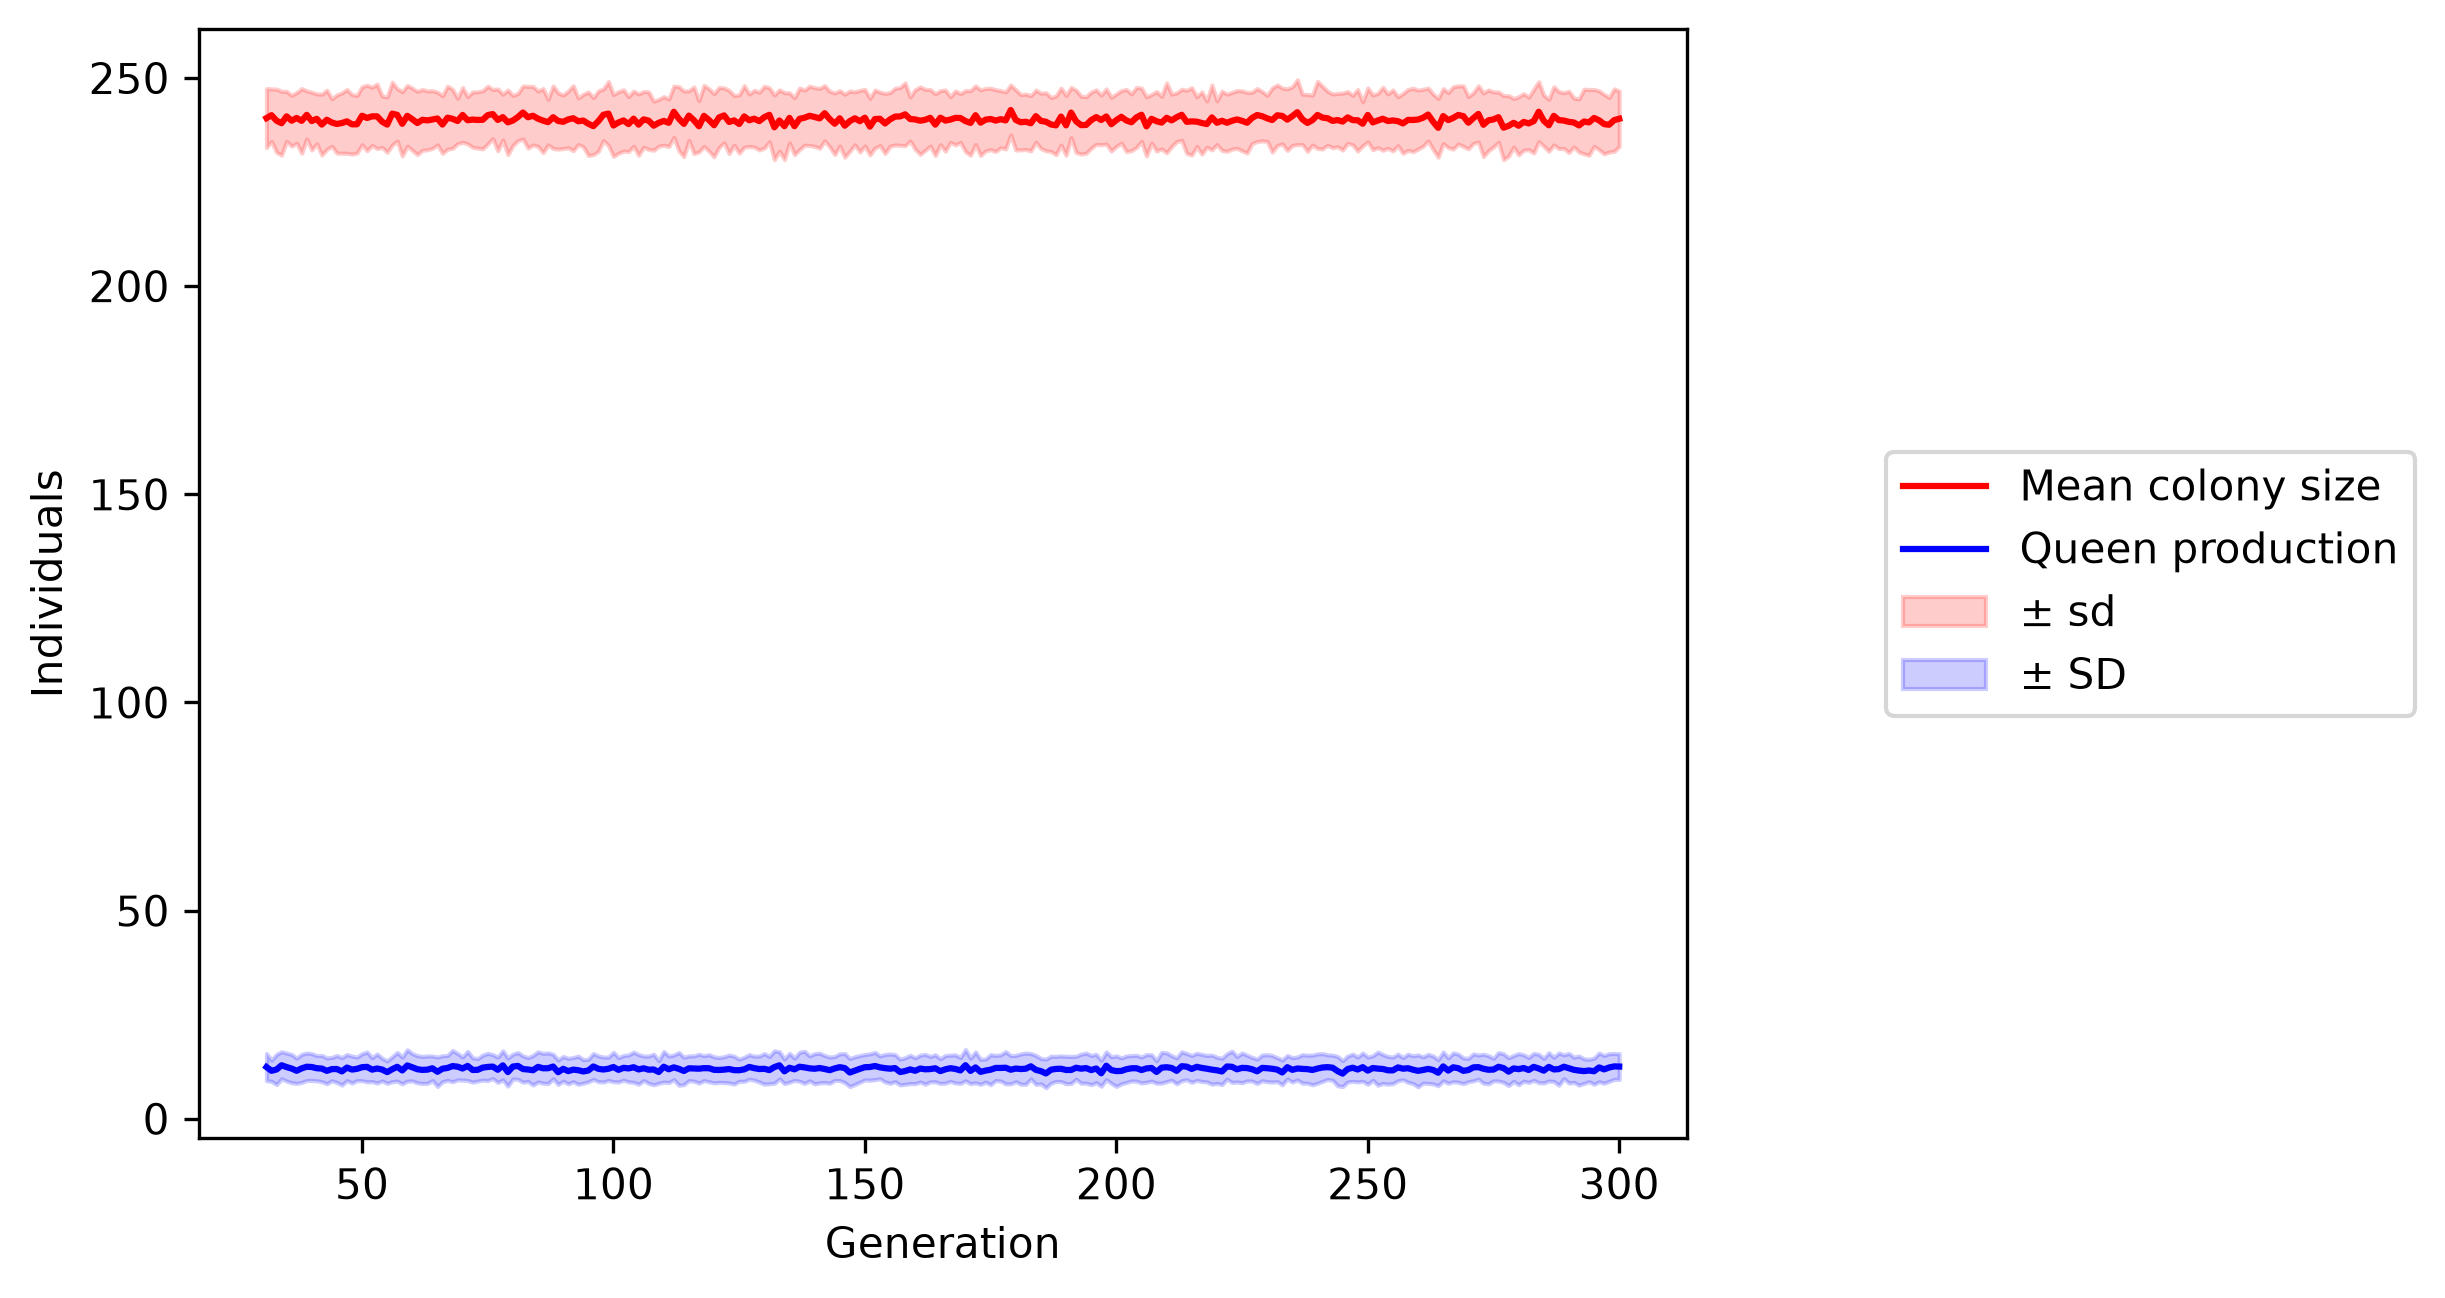 250
200
150
100
50
0
Individuals
50 100 150 200 250 300
Generation
Mean colony size
Queen production
± sd
± SD